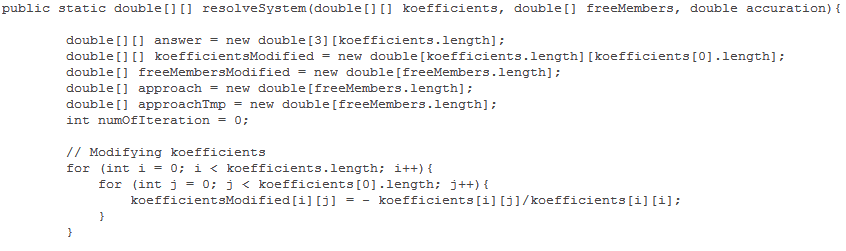 public static double[][] resolveSystem(double[][] koefficients, double[] freeMembers, double accuration){
double[][] answer = new double[3][koefficients.length];
double[][] koefficientsModified = new double[koefficients.length][koefficients[0].length];
double[] freeMembersModified = new double[freeMembers.length];
double[] approach = new double[freeMembers.length];
double[] approachTmp = new double[freeMembers.length];
int numOfIteration = 0;
// Modifying koefficients
for (int i = 0; i < koefficients.length; i++){
for (int j = 0; j < koefficients[0].length; j++){
koefficientsModified[i][j] = - koefficients[i][j]/koefficients[i][i];
}
}